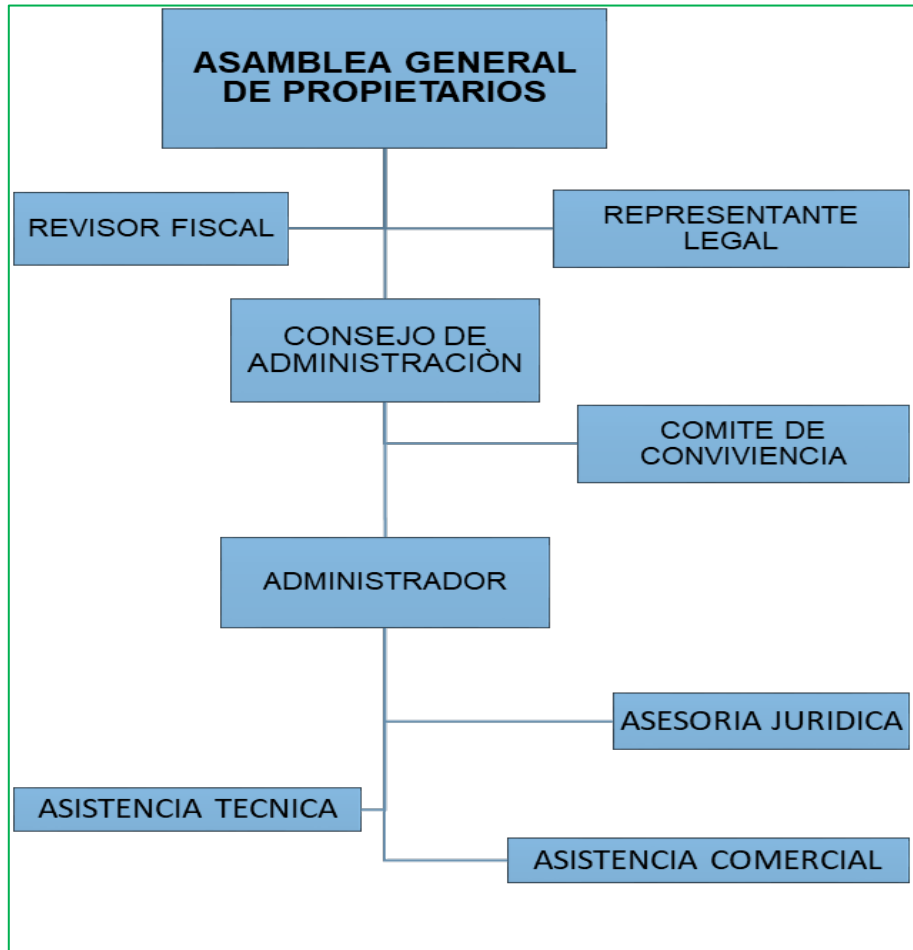 ASAMBLEA GENERAL
DE PROPIETARIOS
REVISOR FISCAL
REPRESENTANTE
LEGAL
CONSEJO DE
ADMINISTRACIÒN
COMITE DE
CONVIVIENCIA
ADMINISTRADOR
ASESORIA JURIDICA
ASISTENCIA TECNICA
ASISTENCIA COMERCIAL